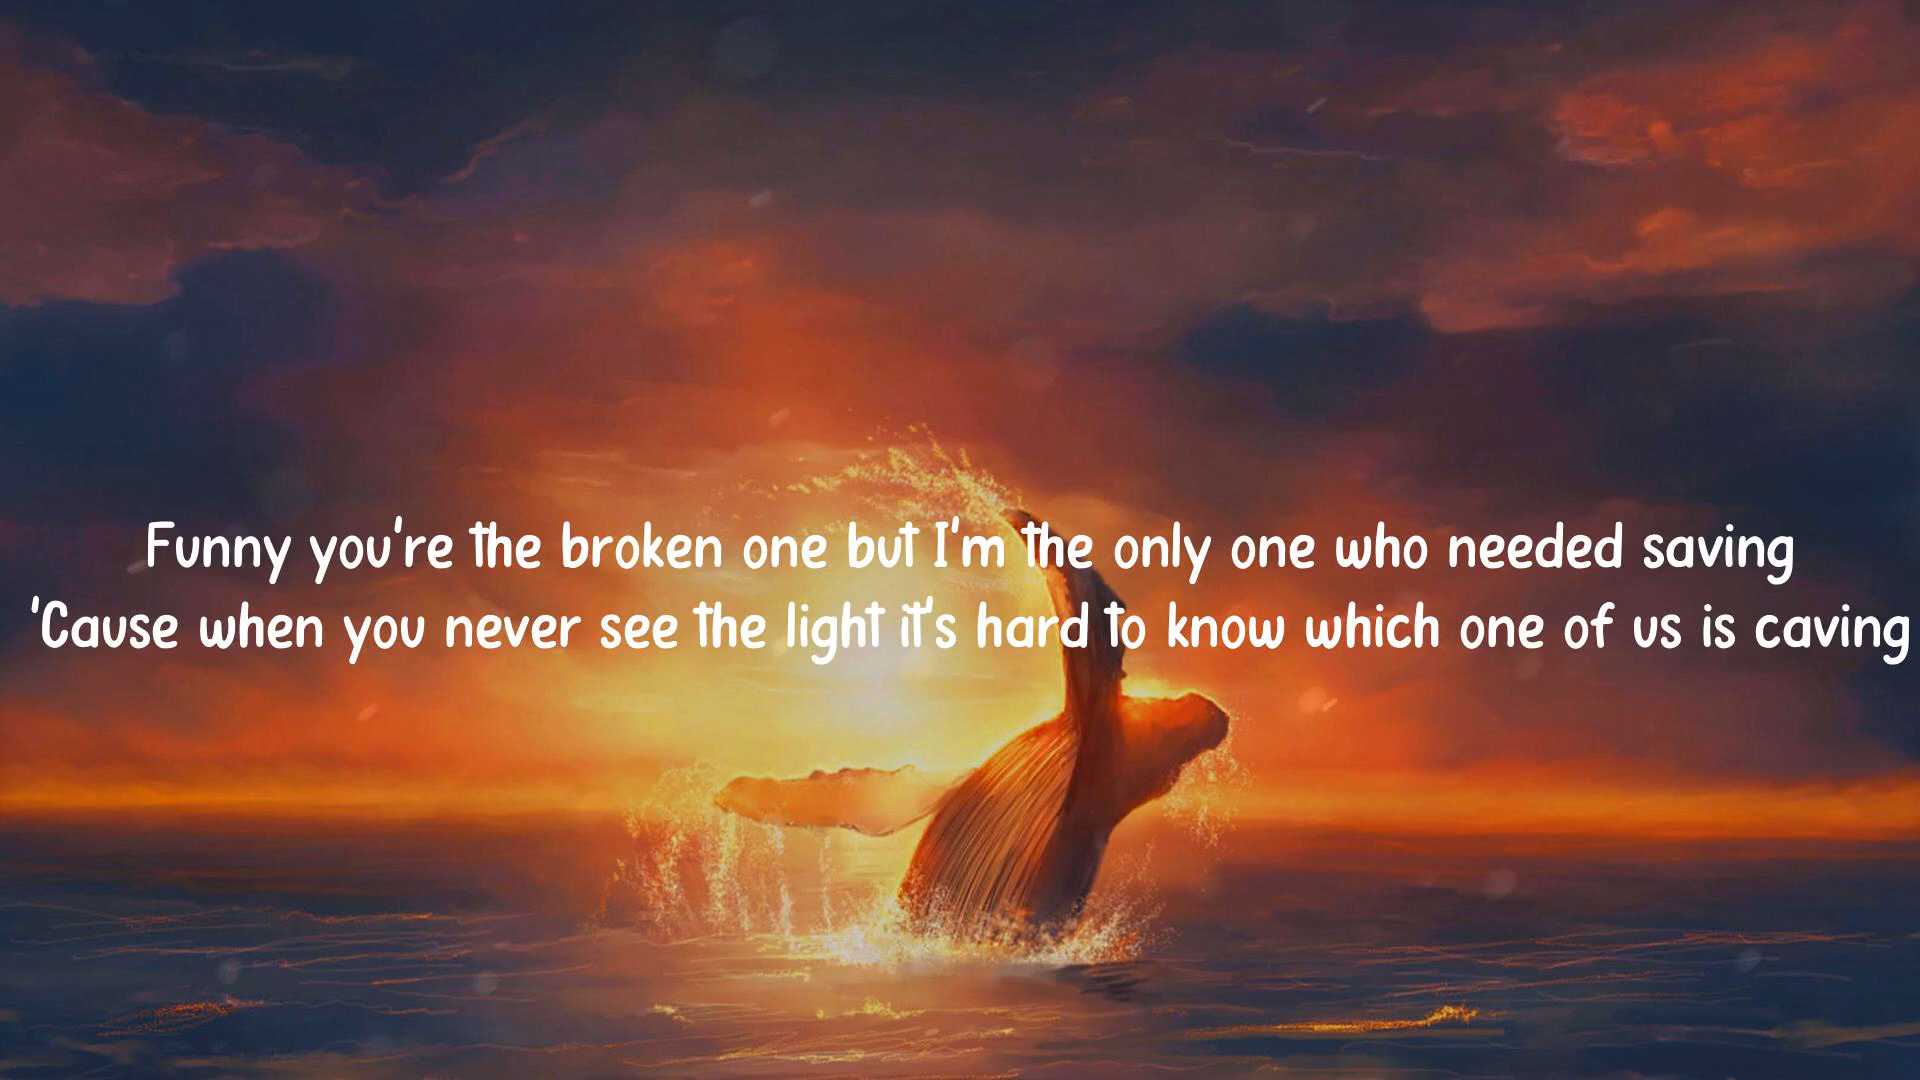 Funny you're the broken one but I'm the only one who needed saving
'Cause when you never see the light it's hard to know which one of us is caving